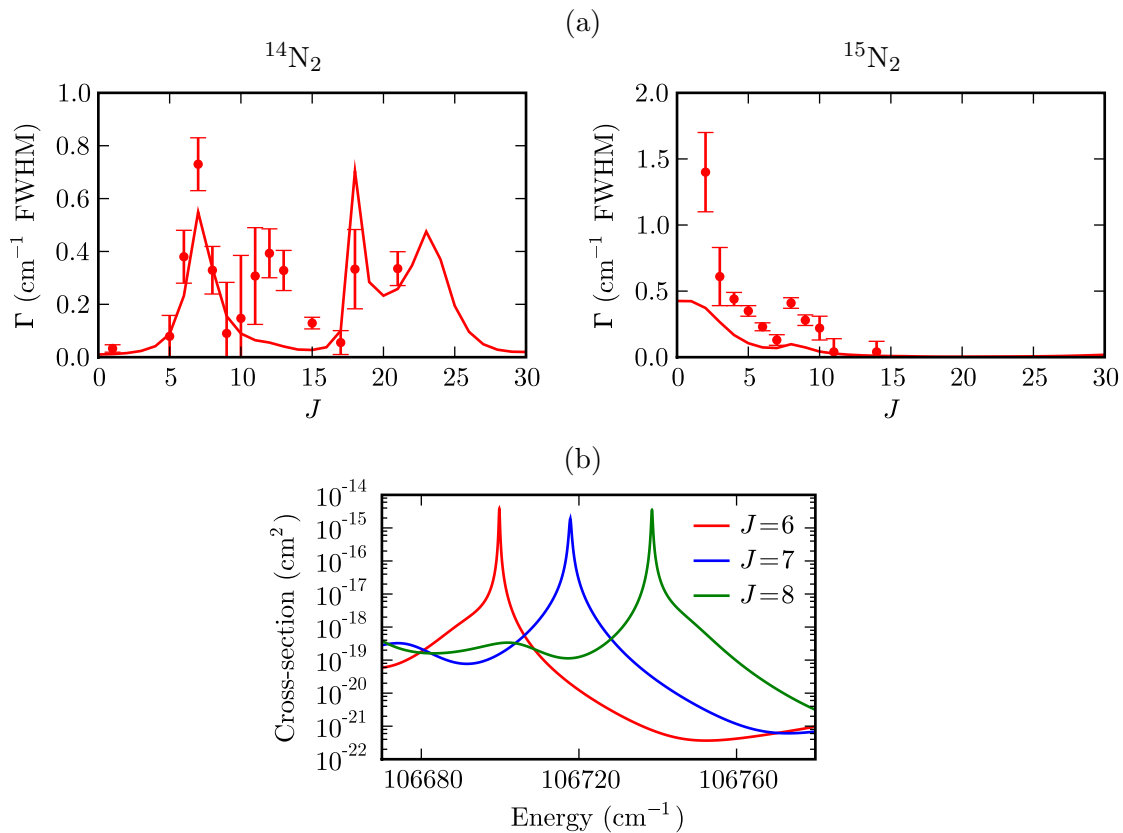 (a)
¹⁴N₂
¹⁵N₂
Γ (cm⁻¹ FWHM)
1.0
0.8
0.6
0.4
0.2
0.0
0 5 10 15 20 25 30
J
Γ (cm⁻¹ FWHM)
2.0
1.5
1.0
0.5
0.0
0 5 10 15 20 25 30
J
(b)
Cross-section (cm²)
10⁻¹⁴
10⁻¹⁵
10⁻¹⁶
10⁻¹⁷
10⁻¹⁸
10⁻¹⁹
10⁻²⁰
10⁻²¹
10⁻²²
J=6
J=7
J=8
106680 106720 106760
Energy (cm⁻¹)